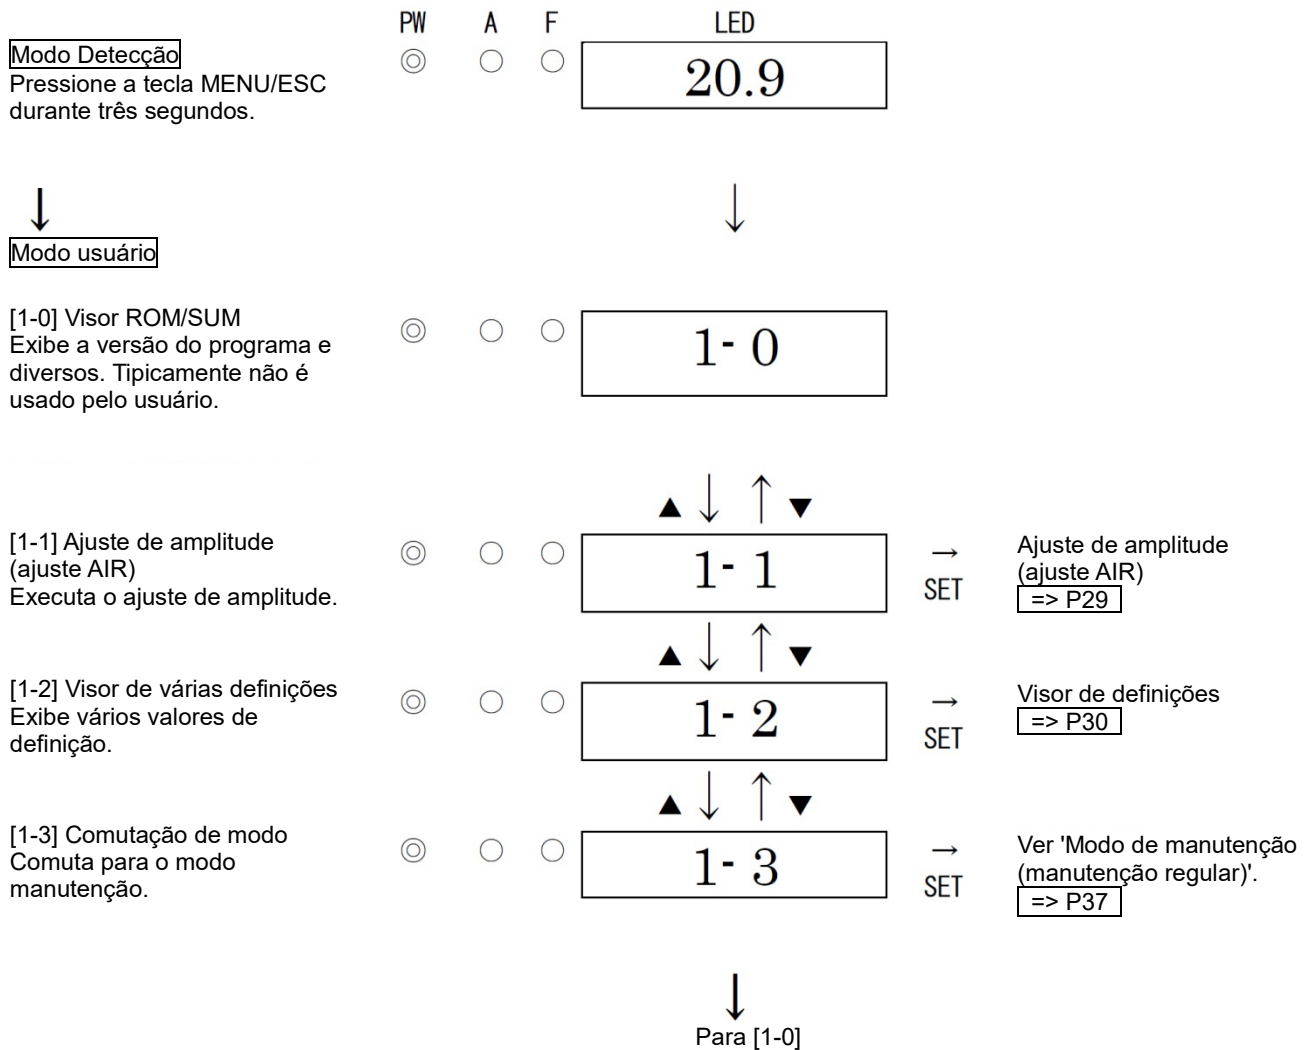 PW A F LED
Modo Detecção
Pressione a tecla MENU/ESC
durante três segundos.
◎ ○ ○ 20.9
↓ ↓
Modo usuário
[1-0] Visor ROM/SUM
Exibe a versão do programa e
diversos. Tipicamente não é
usado pelo usuário.
◎ ○ ○ 1- 0
▲ ↓ ↑ ▼
[1-1] Ajuste de amplitude
(ajuste AIR)
Executa o ajuste de amplitude.
◎ ○ ○ 1- 1
→
SET
Ajuste de amplitude
(ajuste AIR)
=> P29
▲ ↓ ↑ ▼
[1-2] Visor de várias definições
Exibe vários valores de
definição.
◎ ○ ○ 1- 2
→
SET
Visor de definições
=> P30
▲ ↓ ↑ ▼
[1-3] Comutação de modo
Comuta para o modo
manutenção.
◎ ○ ○ 1- 3
→
SET
Ver 'Modo de manutenção
(manutenção regular)'.
=> P37
↓
Para [1-0]